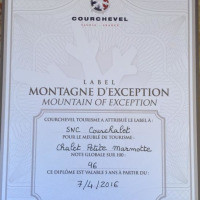 COURCHEVEL
SAVOIE - FRANCE
LABEL
MONTAGNE D'EXCEPTION
MOUNTAIN OF EXCEPTION
COURCHEVEL TOURISME A ATTRIBUÉ LE LABEL À :
SNC Courchalet
POUR LE MEUBLÉ DE TOURISME :
Chalet Petite Marmotte
NOTE GLOBALE SUR 100 :
96
CE DIPLÔME EST VALABLE 3 ANS À PARTIR DU :
7/4/2016